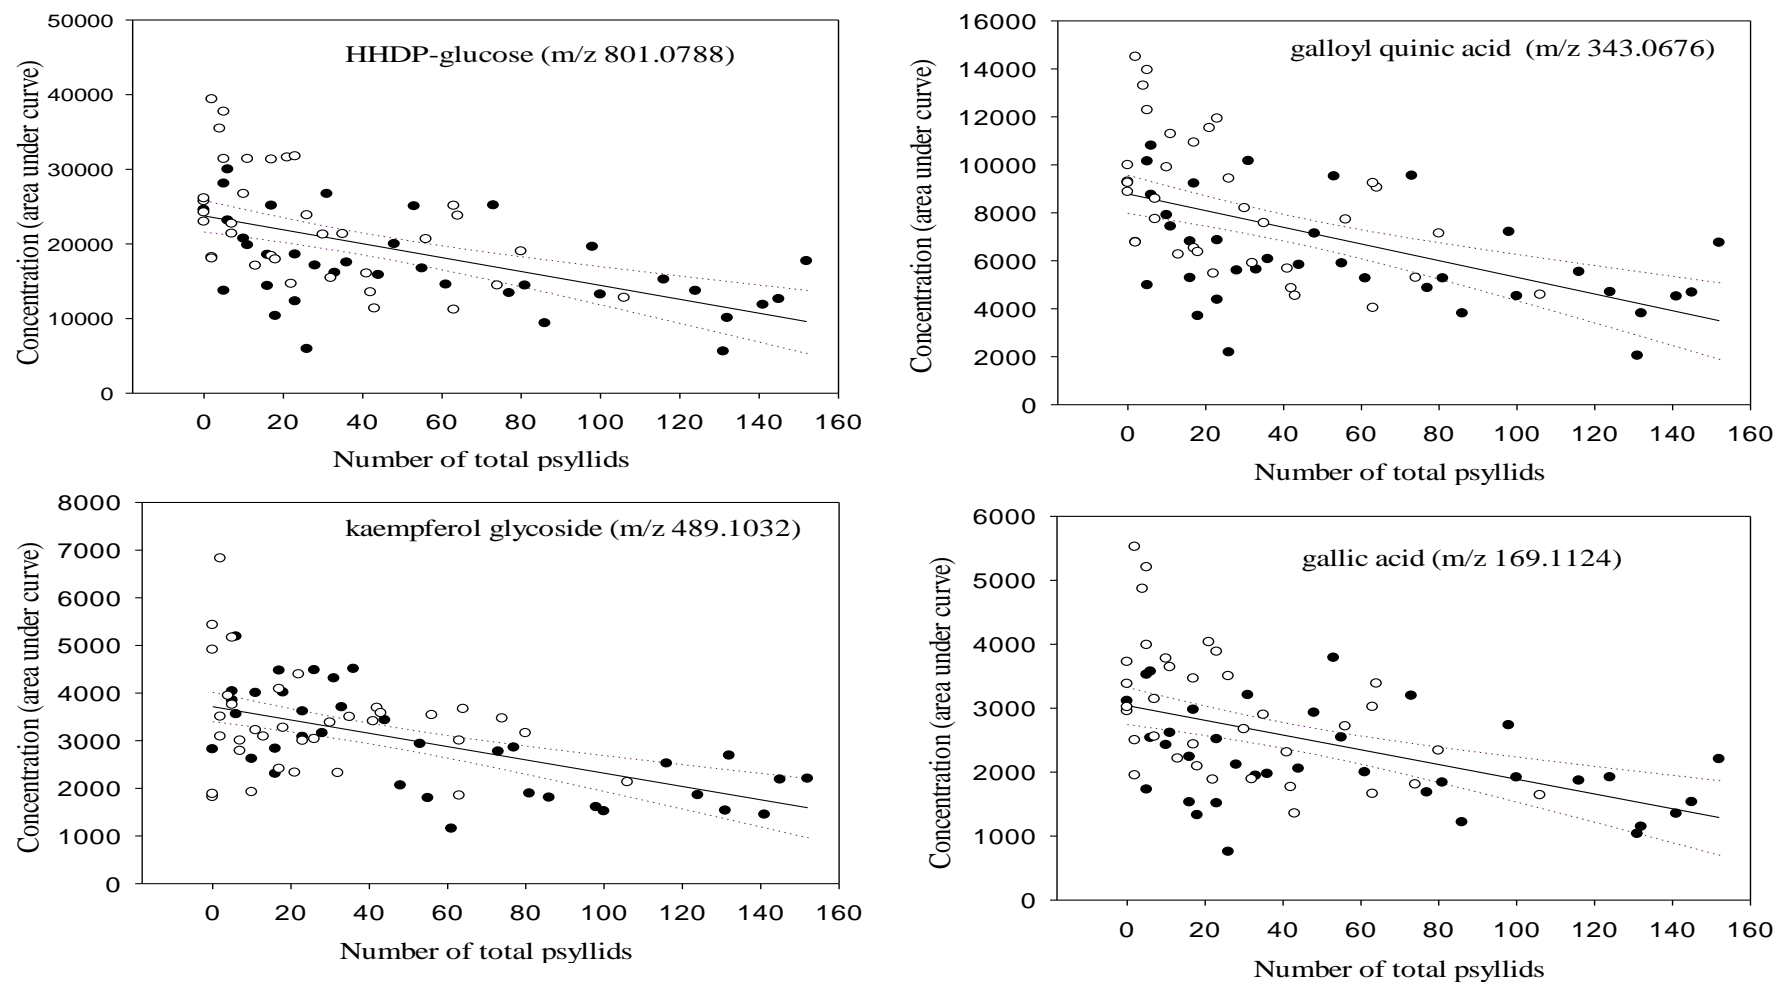 HHDP-glucose (m/z 801.0788)
Concentration (area under curve)
50000
40000
30000
20000
10000
0
0 20 40 60 80 100 120 140 160
Number of total psyllids
galloyl quinic acid (m/z 343.0676)
Concentration (area under curve)
16000
14000
12000
10000
8000
6000
4000
2000
0
0 20 40 60 80 100 120 140 160
Number of total psyllids
kaempferol glycoside (m/z 489.1032)
Concentration (area under curve)
8000
7000
6000
5000
4000
3000
2000
1000
0
0 20 40 60 80 100 120 140 160
Number of total psyllids
gallic acid (m/z 169.1124)
Concentration (area under curve)
6000
5000
4000
3000
2000
1000
0
0 20 40 60 80 100 120 140 160
Number of total psyllids